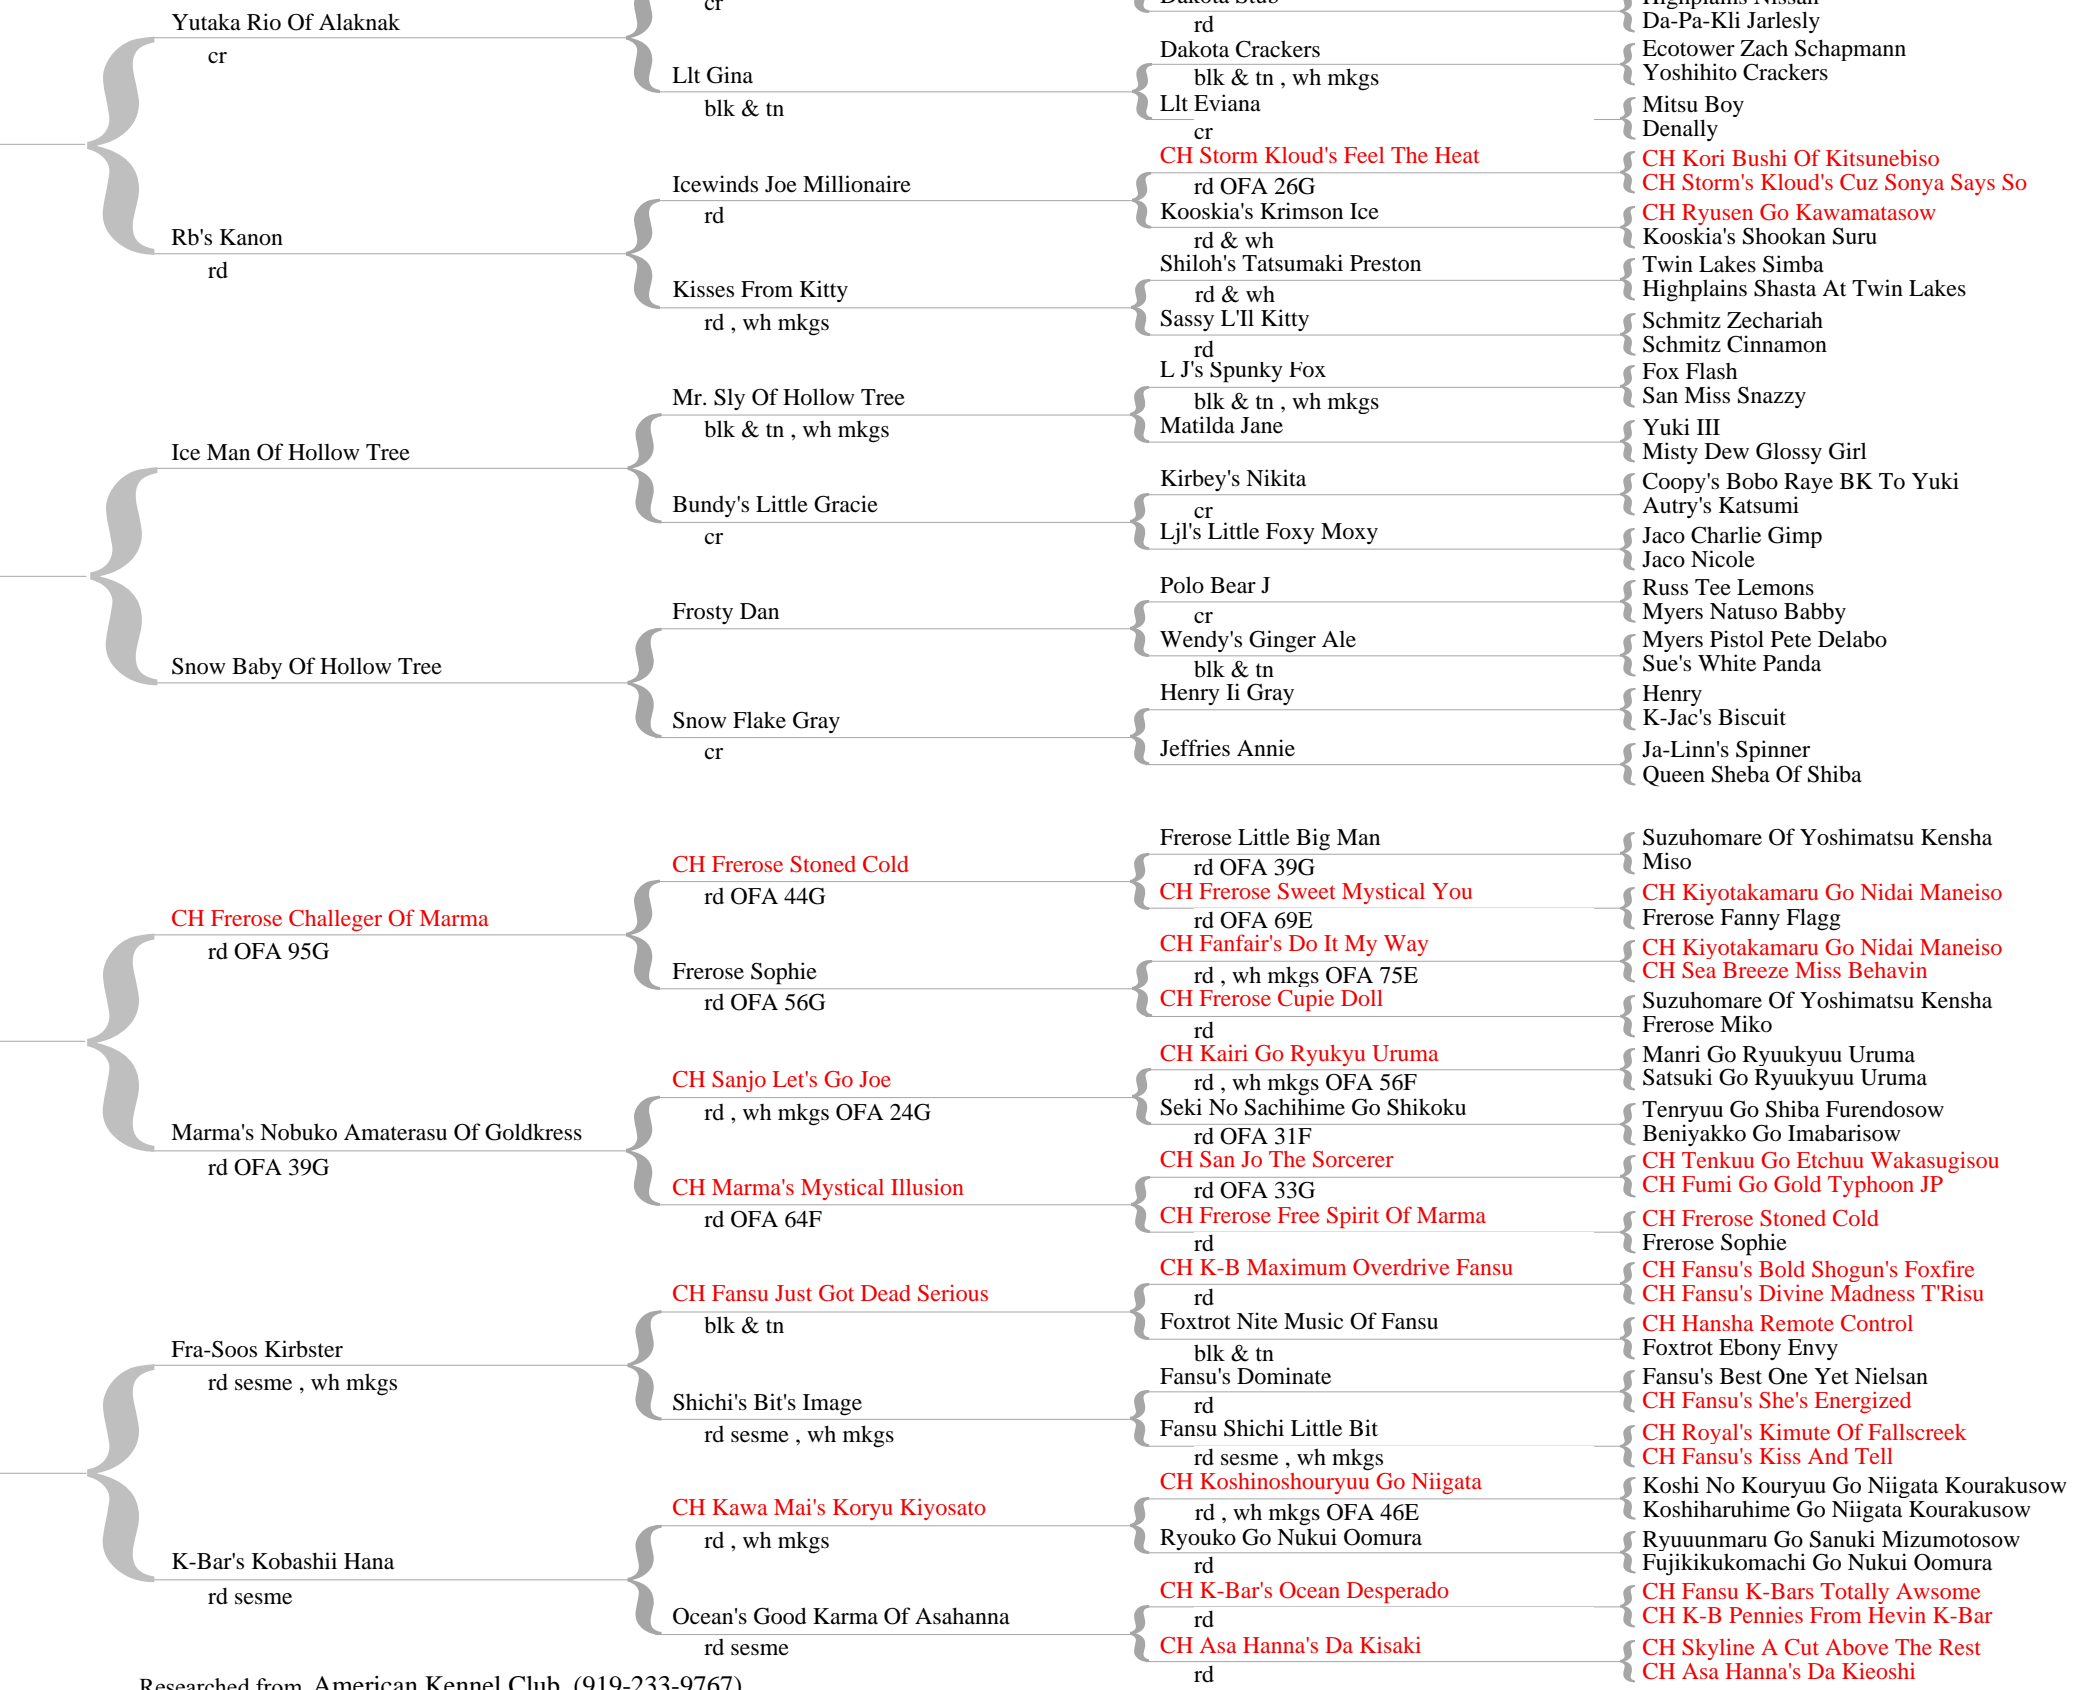 Yutaka Rio Of Alaknak
cr
cr
Llt Gina
blk & tn
rd
Dakota Crackers
blk & tn , wh mkgs
Llt Eviana
cr
Da-Pa-Kli Jarlesly
Ecotower Zach Schapmann
Yoshihito Crackers
Mitsu Boy
Denally
Rb's Kanon
rd
Icewinds Joe Millionaire
rd
Kisses From Kitty
rd , wh mkgs
CH Storm Kloud's Feel The Heat
rd OFA 26G
Kooskia's Krimson Ice
rd & wh
Shiloh's Tatsumaki Preston
rd & wh
Sassy L'Il Kitty
rd
CH Kori Bushi Of Kitsunebiso
CH Storm's Kloud's Cuz Sonya Says So
CH Ryusen Go Kawamatasow
Kooskia's Shookan Suru
Twin Lakes Simba
Highplains Shasta At Twin Lakes
Schmitz Zechariah
Schmitz Cinnamon
Ice Man Of Hollow Tree
Mr. Sly Of Hollow Tree
blk & tn , wh mkgs
Bundy's Little Gracie
cr
L J's Spunky Fox
blk & tn , wh mkgs
Matilda Jane
Kirbey's Nikita
cr
Ljl's Little Foxy Moxy
Fox Flash
San Miss Snazzy
Yuki III
Misty Dew Glossy Girl
Coopy's Bobo Raye BK To Yuki
Autry's Katsumi
Jaco Charlie Gimp
Jaco Nicole
Snow Baby Of Hollow Tree
Frosty Dan
Snow Flake Gray
cr
Polo Bear J
cr
Wendy's Ginger Ale
blk & tn
Henry Ii Gray
Jeffries Annie
Russ Tee Lemons
Myers Natuso Babby
Myers Pistol Pete Delabo
Sue's White Panda
Henry
K-Jac's Biscuit
Ja-Linn's Spinner
Queen Sheba Of Shiba
CH Frerose Challeger Of Marma
rd OFA 95G
CH Frerose Stoned Cold
rd OFA 44G
Frerose Sophie
rd OFA 56G
Frerose Little Big Man
rd OFA 39G
CH Frerose Sweet Mystical You
rd OFA 69E
CH Fanfair's Do It My Way
rd , wh mkgs OFA 75E
CH Frerose Cupie Doll
rd
Suzuhomare Of Yoshimatsu Kensha
Miso
CH Kiyotakamaru Go Nidai Maneiso
Frerose Fanny Flagg
CH Kiyotakamaru Go Nidai Maneiso
CH Sea Breeze Miss Behavin
Suzuhomare Of Yoshimatsu Kensha
Frerose Miko
Marma's Nobuko Amaterasu Of Goldkress
rd OFA 39G
CH Sanjo Let's Go Joe
rd , wh mkgs OFA 24G
CH Marma's Mystical Illusion
rd OFA 64F
CH Kairi Go Ryukyu Uruma
rd , wh mkgs OFA 56F
Seki No Sachihime Go Shikoku
rd OFA 31F
CH San Jo The Sorcerer
rd OFA 33G
CH Frerose Free Spirit Of Marma
rd
Manri Go Ryuukyuu Uruma
Satsuki Go Ryuukyuu Uruma
Tenryuu Go Shiba Furendosow
Beniyakko Go Imabarisow
CH Tenkuu Go Etchuu Wakasugisou
CH Fumi Go Gold Typhoon JP
CH Frerose Stoned Cold
Frerose Sophie
Fra-Soos Kirbster
rd sesme , wh mkgs
CH Fansu Just Got Dead Serious
blk & tn
Shichi's Bit's Image
rd sesme , wh mkgs
CH K-B Maximum Overdrive Fansu
rd
Foxtrot Nite Music Of Fansu
blk & tn
Fansu's Dominate
rd
Fansu Shichi Little Bit
rd sesme , wh mkgs
CH Fansu's Bold Shogun's Foxfire
CH Fansu's Divine Madness T'Risu
CH Hansha Remote Control
Foxtrot Ebony Envy
Fansu's Best One Yet Nielsan
CH Fansu's She's Energized
CH Royal's Kimute Of Fallscreek
CH Fansu's Kiss And Tell
K-Bar's Kobashii Hana
rd sesme
CH Kawa Mai's Koryu Kiyosato
rd , wh mkgs
Ocean's Good Karma Of Asahanna
rd sesme
CH Koshinoshouryuu Go Niigata
rd , wh mkgs OFA 46E
Ryouko Go Nukui Oomura
rd
CH K-Bar's Ocean Desperado
rd
CH Asa Hanna's Da Kisaki
rd
Koshi No Kouryuu Go Niigata Kourakusow
Koshiharuhime Go Niigata Kourakusow
Ryuuunmaru Go Sanuki Mizumotosow
Fujikikukomachi Go Nukui Oomura
CH Fansu K-Bars Totally Awsome
CH K-B Pennies From Hevin K-Bar
CH Skyline A Cut Above The Rest
CH Asa Hanna's Da Kieoshi
Researched from American Kennel Club (919-233-9767)